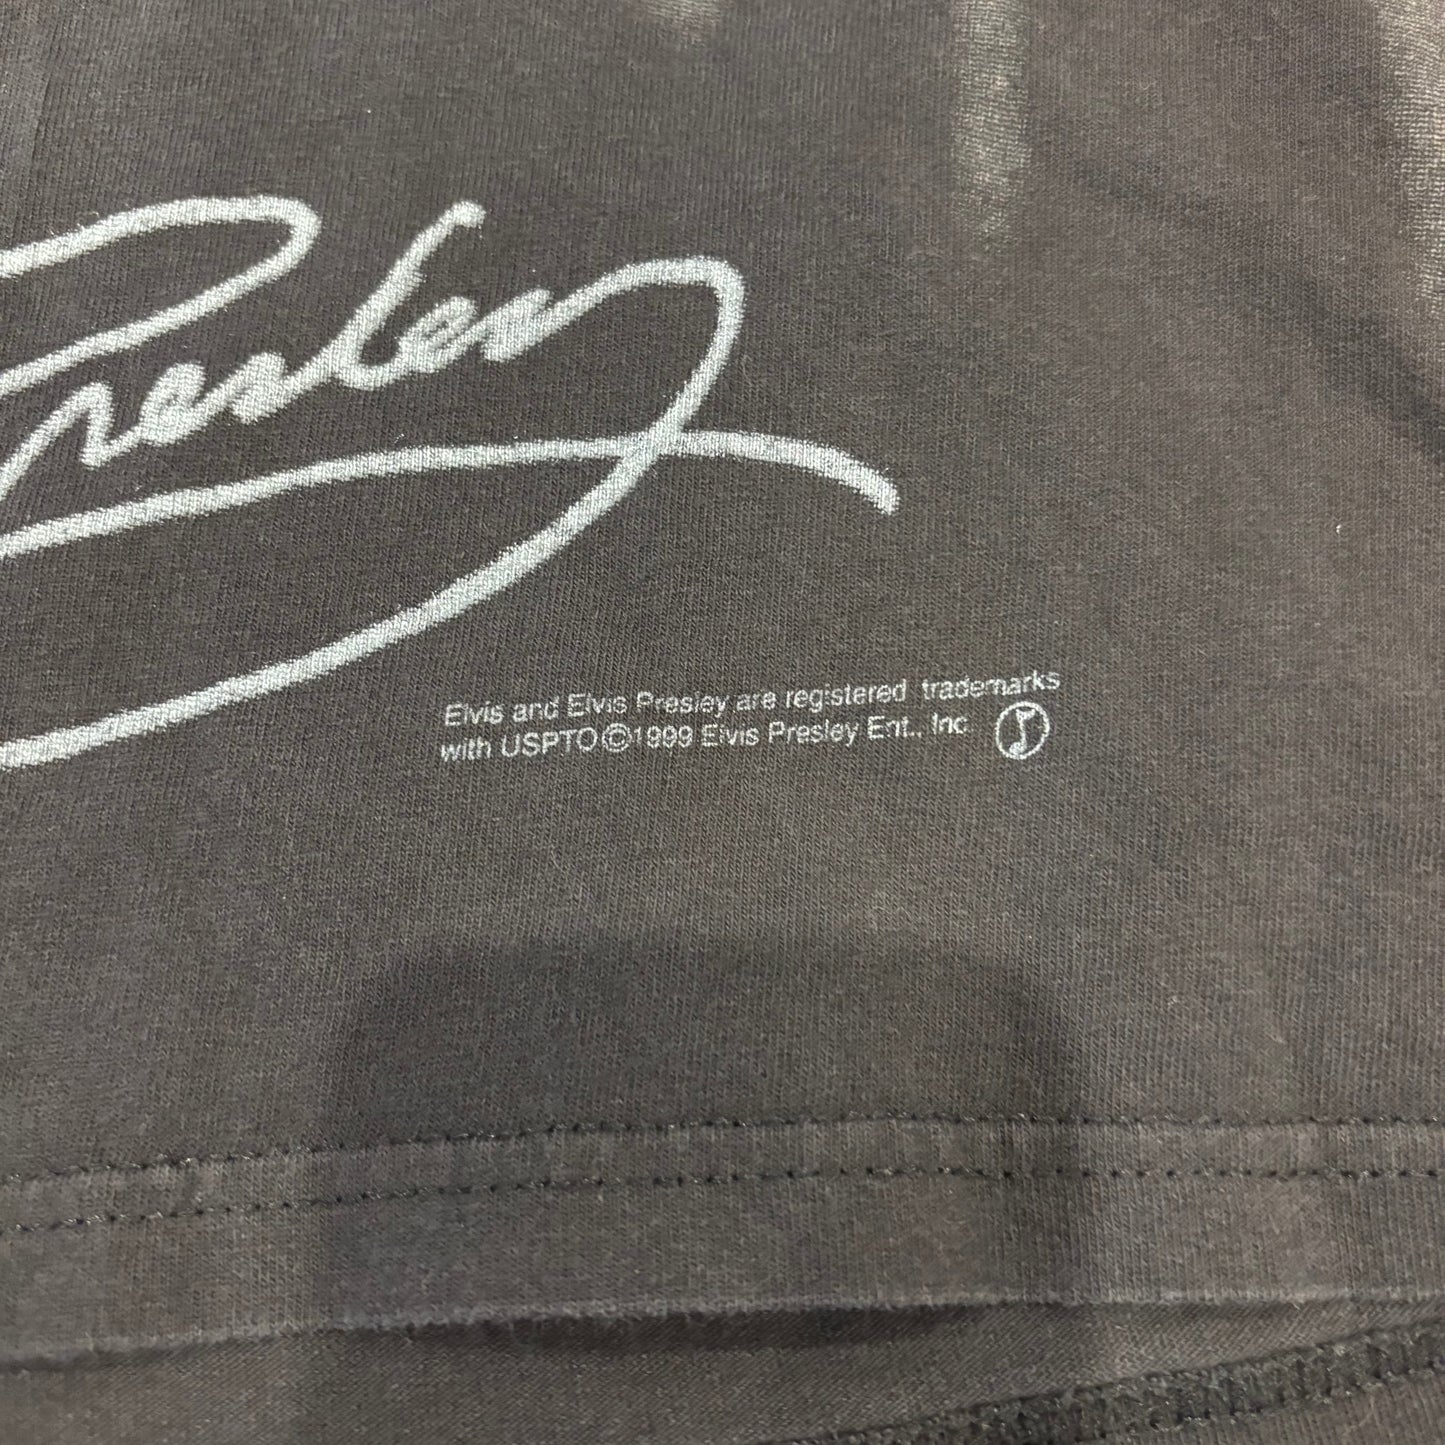 Presley
Elvis and Elvis Presley are registered trademarks
with USPTO ©1999 Elvis Presley Ent., Inc.